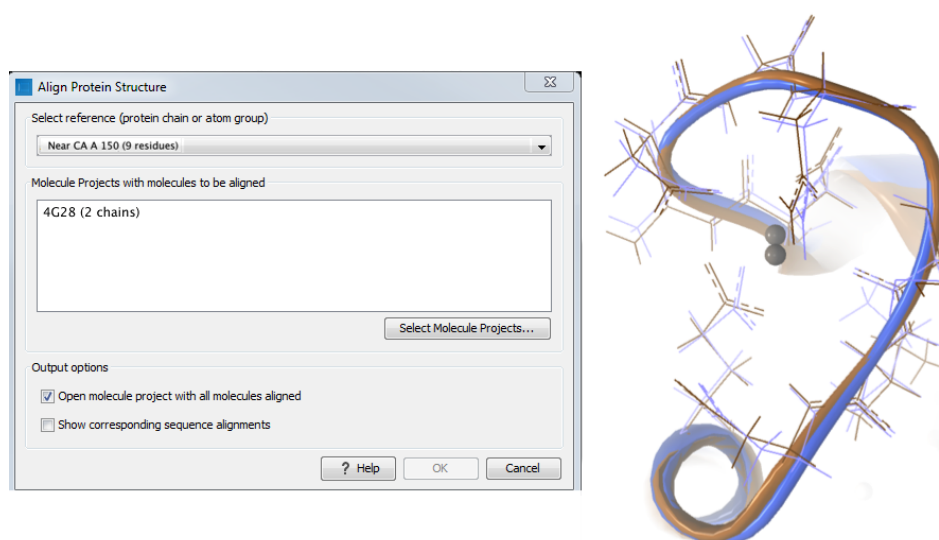 Align Protein Structure
Select reference (protein chain or atom group)
Near CA A 150 (9 residues)
Molecule Projects with molecules to be aligned
4G28 (2 chains)
Select Molecule Projects...
Output options
Open molecule project with all molecules aligned
Show corresponding sequence alignments
? Help OK Cancel